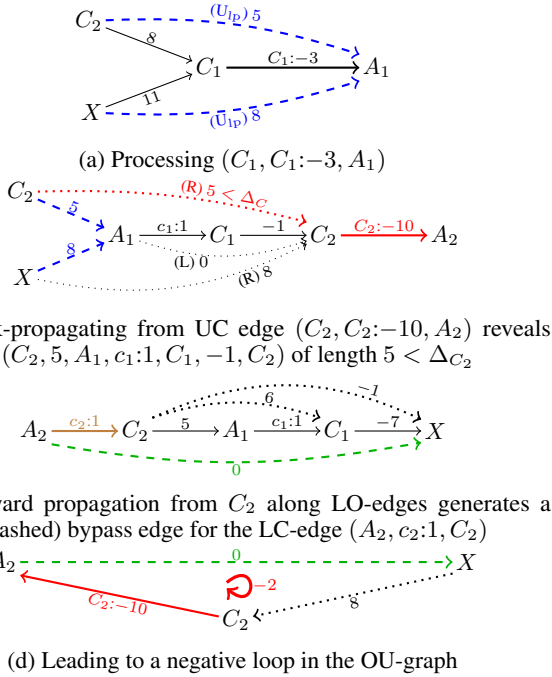 C₂
(U_lp) 5
8
C₁
C₁:−3
A₁
11
X
(U_lp) 8
(a) Processing (C₁, C₁:−3, A₁)
C₂
(R) 5 < Δ_C
5
A₁
c₁:1
C₁
−1
C₂
C₂:−10
A₂
8
(L) 0
X
(R) 8
-propagating from UC edge (C₂, C₂:−10, A₂) reveals
(C₂, 5, A₁, c₁:1, C₁, −1, C₂) of length 5 < Δ_C₂
−1
6
A₂
c₂:1
C₂
5
A₁
c₁:1
C₁
−7
X
0
ward propagation from C₂ along LO-edges generates a
ashed) bypass edge for the LC-edge (A₂, c₂:1, C₂)
A₂
0
X
−2
C₂:−10
8
C₂
(d) Leading to a negative loop in the OU-graph